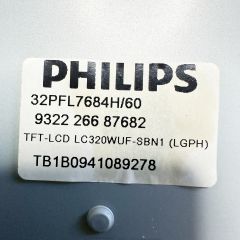 PHILIPS
32PFL7684H/60
9322 266 87682
TFT-LCD LC320WUF-SBN1 (LGPH)
TB1B0941089278